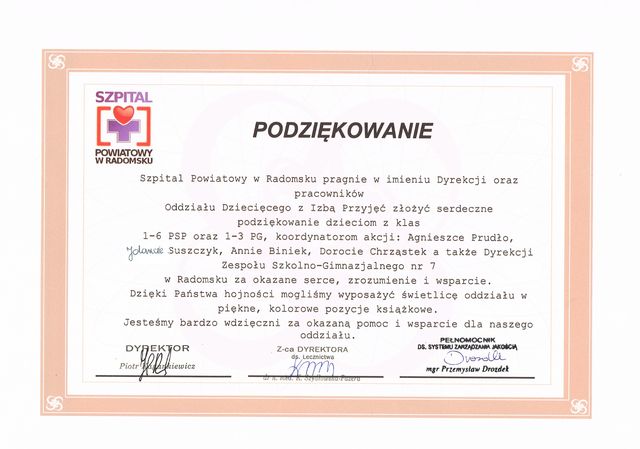 SZPITAL
POWIATOWY
W RADOMSKU
PODZIĘKOWANIE
Szpital Powiatowy w Radomsku pragnie w imieniu Dyrekcji oraz
pracowników
Oddziału Dziecięcego z Izbą Przyjęć złożyć serdeczne
podziękowanie dzieciom z klas
1-6 PSP oraz 1-3 PG, koordynatorom akcji: Agnieszce Prudło,
Jolancie Suszczyk, Annie Biniek, Dorocie Chrząstek a także Dyrekcji
Zespołu Szkolno-Gimnazjalnego nr 7
w Radomsku za okazane serce, zrozumienie i wsparcie.
Dzięki Państwa hojności mogliśmy wyposażyć świetlicę oddziału w
piękne, kolorowe pozycje książkowe.
Jesteśmy bardzo wdzięczni za okazaną pomoc i wsparcie dla naszego
oddziału.
DYREKTOR
Piotr
Z-ca DYREKTORA
ds. Lecznictwa
dr n. med.
PEŁNOMOCNIK
DS. SYSTEMU ZARZĄDZANIA JAKOŚCIĄ
Drozdek
mgr Przemysław Drozdek